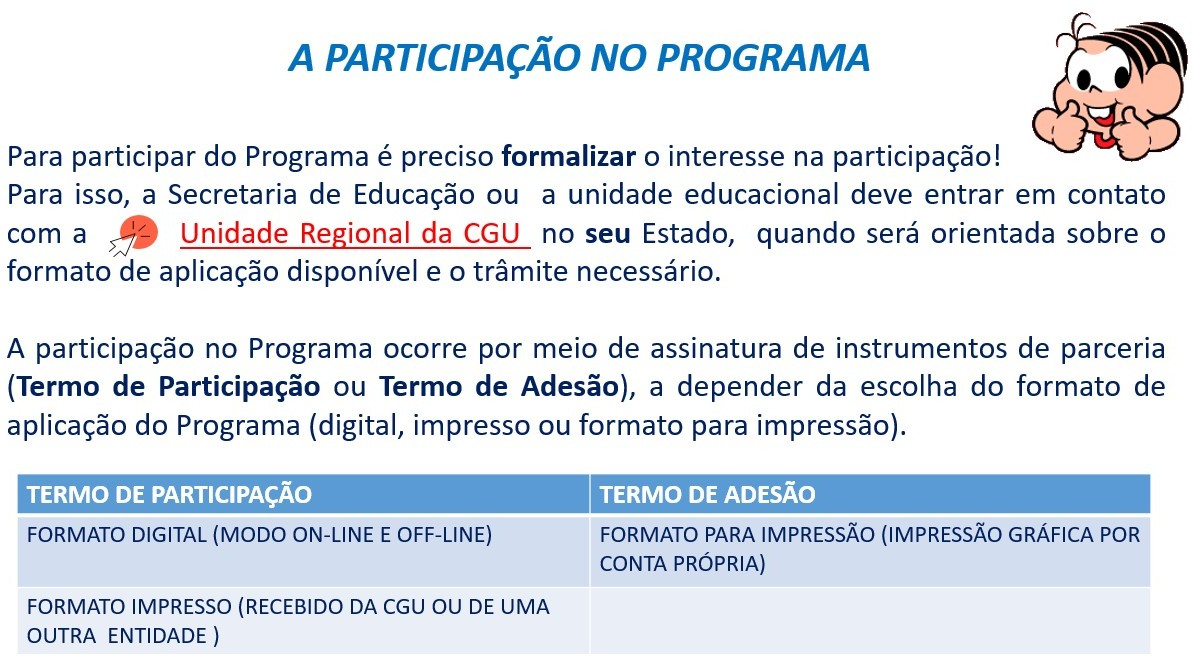 A PARTICIPAÇÃO NO PROGRAMA
Para participar do Programa é preciso formalizar o interesse na participação!
Para isso, a Secretaria de Educação ou a unidade educacional deve entrar em contato
com a Unidade Regional da CGU no seu Estado, quando será orientada sobre o
formato de aplicação disponível e o trâmite necessário.
A participação no Programa ocorre por meio de assinatura de instrumentos de parceria
(Termo de Participação ou Termo de Adesão), a depender da escolha do formato de
aplicação do Programa (digital, impresso ou formato para impressão).
TERMO DE PARTICIPAÇÃO
TERMO DE ADESÃO
FORMATO DIGITAL (MODO ON-LINE E OFF-LINE)
FORMATO PARA IMPRESSÃO (IMPRESSÃO GRÁFICA POR
CONTA PRÓPRIA)
FORMATO IMPRESSO (RECEBIDO DA CGU OU DE UMA
OUTRA ENTIDADE )